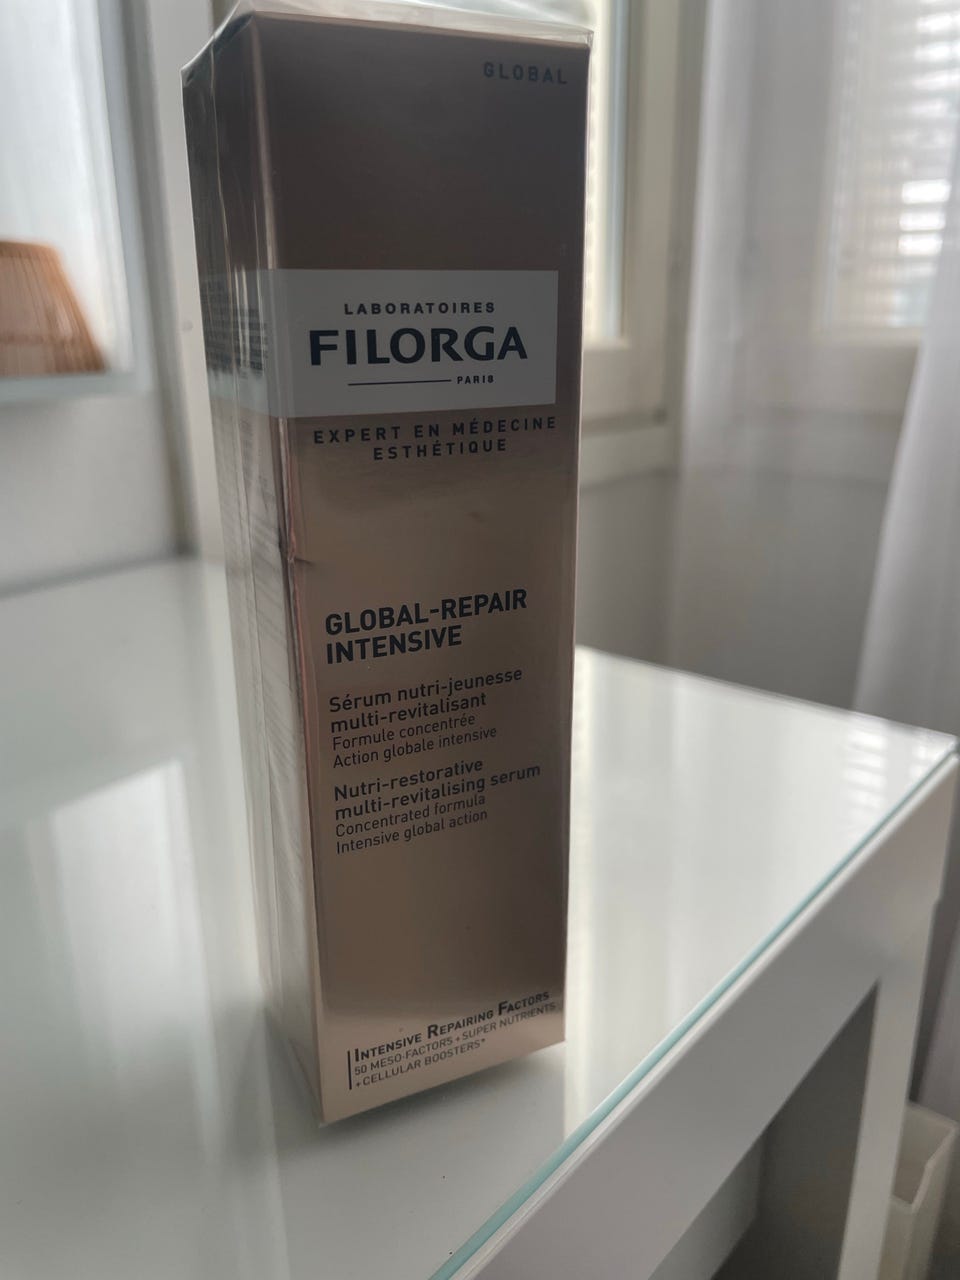 GLOBAL
LABORATOIRES
FILORGA
PARIS
EXPERT EN MÉDECINE
ESTHÉTIQUE
GLOBAL-REPAIR
INTENSIVE
Sérum nutri-jeunesse
multi-revitalisant
Formule concentrée
Action globale intensive
Nutri-restorative
multi-revitalising serum
Concentrated formula
Intensive global action
INTENSIVE REPAIRING FACTORS
50 MESO-FACTORS + SUPER NUTRIENTS
+ CELLULAR BOOSTERS*